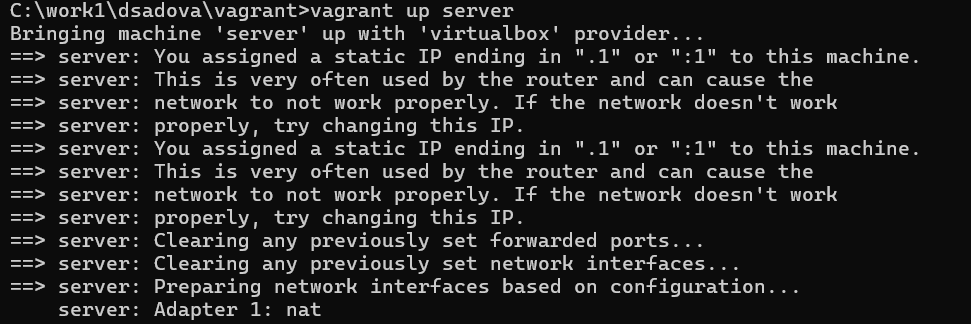 C:\work1\dsadova\vagrant>vagrant up server
Bringing machine 'server' up with 'virtualbox' provider...
==> server: You assigned a static IP ending in ".1" or ":1" to this machine.
==> server: This is very often used by the router and can cause the
==> server: network to not work properly. If the network doesn't work
==> server: properly, try changing this IP.
==> server: You assigned a static IP ending in ".1" or ":1" to this machine.
==> server: This is very often used by the router and can cause the
==> server: network to not work properly. If the network doesn't work
==> server: properly, try changing this IP.
==> server: Clearing any previously set forwarded ports...
==> server: Clearing any previously set network interfaces...
==> server: Preparing network interfaces based on configuration...
    server: Adapter 1: nat